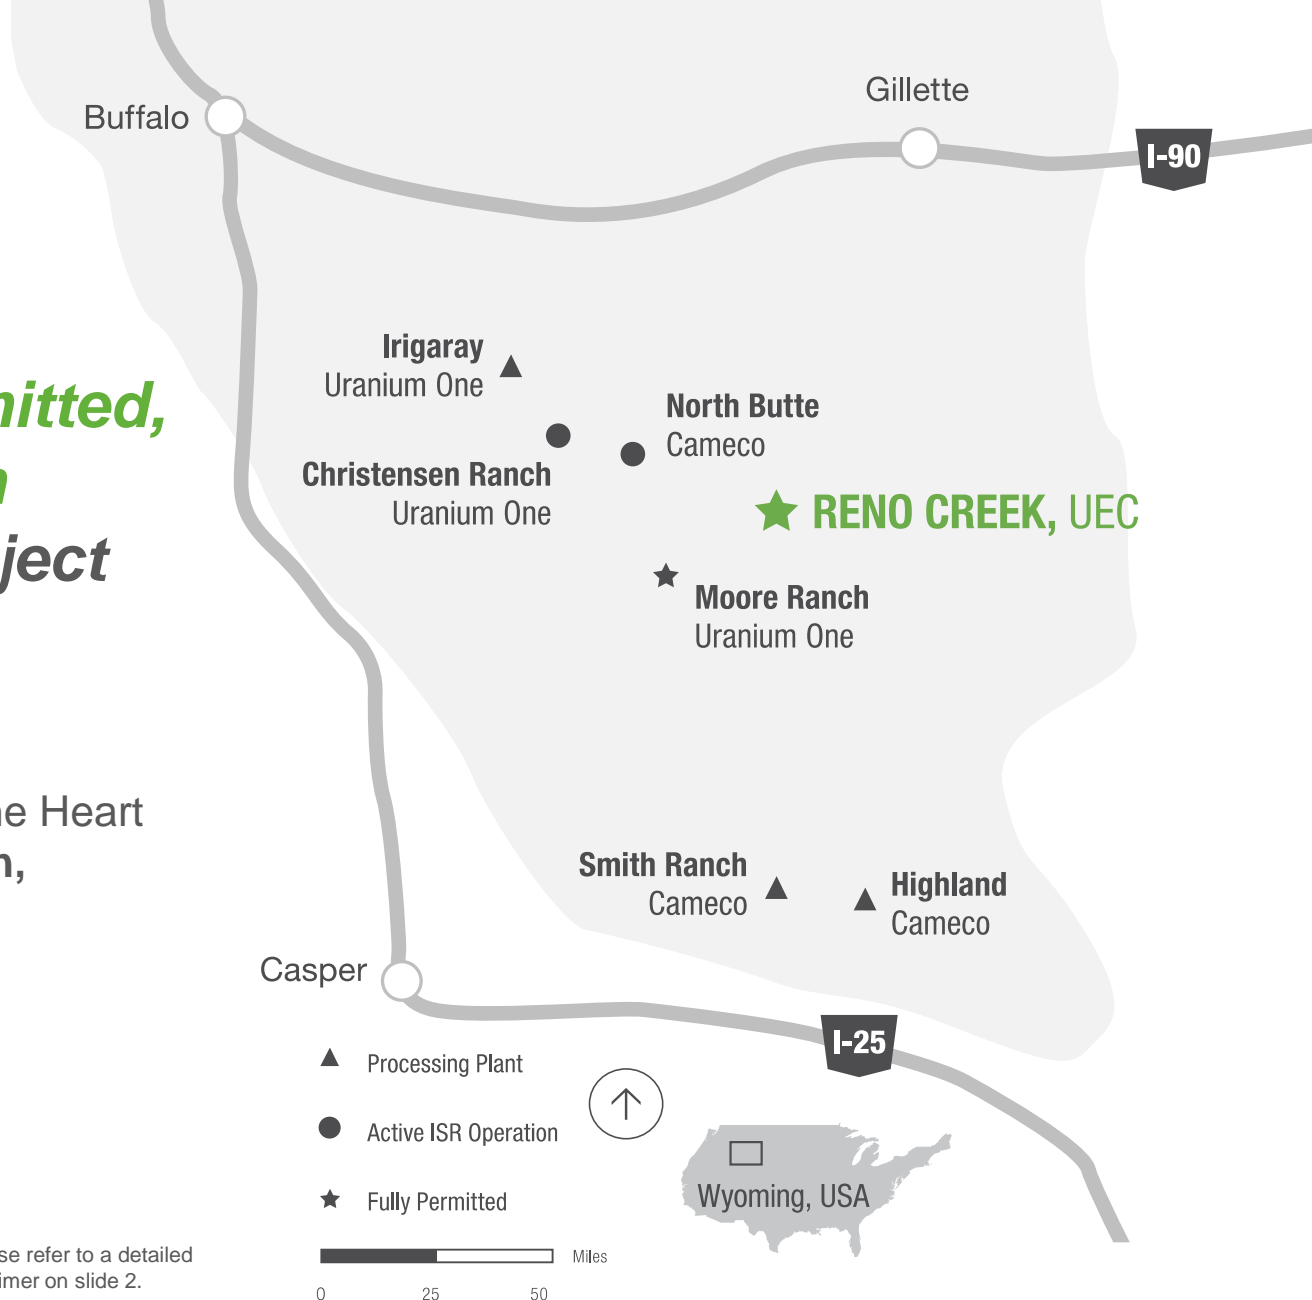 Gillette
Buffalo
I-90
Irigaray
Uranium One
North Butte
Cameco
Christensen Ranch
Uranium One
RENO CREEK, UEC
Moore Ranch
Uranium One
mitted,
ject
e Heart
n,
Smith Ranch
Cameco
Highland
Cameco
Casper
I-25
Processing Plant
Active ISR Operation
Fully Permitted
Wyoming, USA
Miles
0 25 50
se refer to a detailed
imer on slide 2.